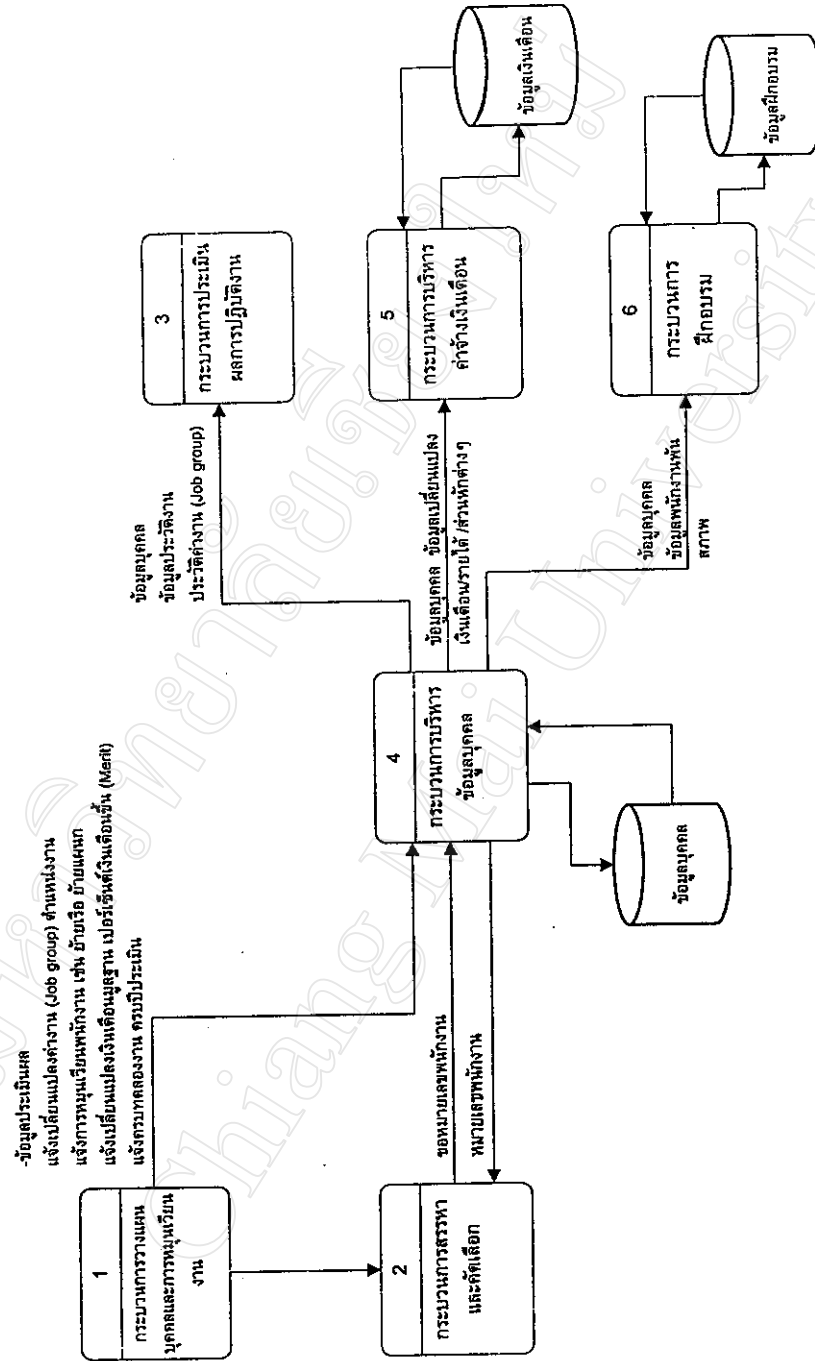 -ข้อมูลประเมินผล
แจ้งเปลี่ยนแปลงค่างาน (Job group) ตำแหน่งงาน
แจ้งการหมุนเวียนพนักงาน เช่น ย้ายเรือ ย้ายแผนก
แจ้งเปลี่ยนแปลงเงินเดือนมูลฐาน เปอร์เซ็นต์เงินเดือนขึ้น (Merit)
แจ้งครบทดลองงาน ครบปีประเมิน
1
กระบวนการวางแผน
บุคคลและการหมุนเวียน
งาน
2
กระบวนการสรรหา
และคัดเลือก
ขอหมายเลขพนักงาน
หมายเลขพนักงาน
4
กระบวนการบริหาร
ข้อมูลบุคคล
ข้อมูลบุคคล
ข้อมูลบุคคล
ข้อมูลประวัติงาน
ประวัติค่างาน (Job group)
3
กระบวนการประเมิน
ผลการปฏิบัติงาน
ข้อมูลบุคคล ข้อมูลเปลี่ยนแปลง
เงินเดือน/รายได้ /ส่วนหักต่างๆ
5
กระบวนการบริหาร
ค่าจ้างเงินเดือน
ข้อมูลเงินเดือน
ข้อมูลบุคคล
ข้อมูลพนักงานพ้น
สภาพ
6
กระบวนการ
ฝึกอบรม
ข้อมูลฝึกอบรม
มหาวิทยาลัยเชียงใหม่
Chiang Mai University